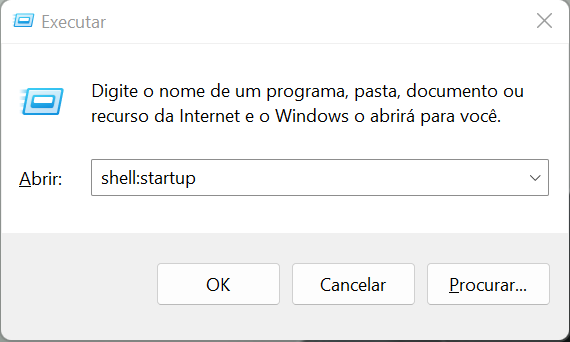 Executar
Digite o nome de um programa, pasta, documento ou
recurso da Internet e o Windows o abrirá para você.
Abrir: shell:startup
OK Cancelar Procurar...